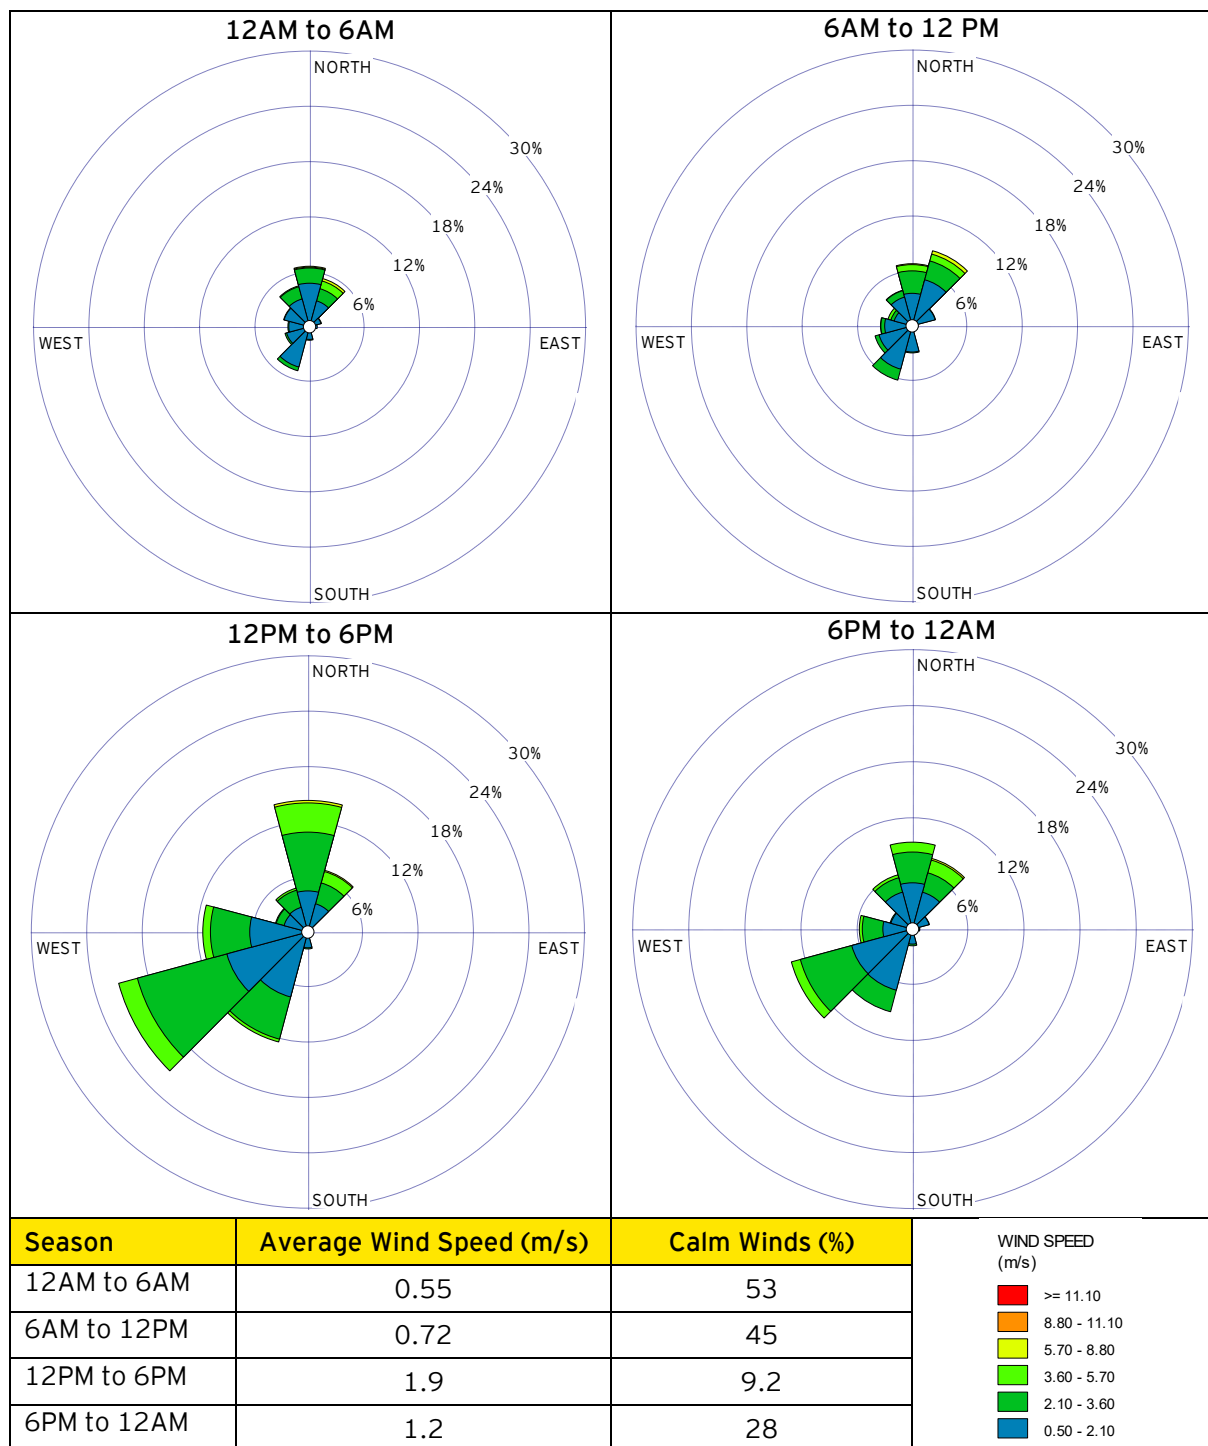 12AM to 6AM
NORTH
30%
24%
18%
12%
6%
WEST
EAST
SOUTH
6AM to 12 PM
NORTH
30%
24%
18%
12%
6%
WEST
EAST
SOUTH
12PM to 6PM
NORTH
30%
24%
18%
12%
6%
WEST
EAST
SOUTH
6PM to 12AM
NORTH
30%
24%
18%
12%
6%
WEST
EAST
SOUTH
Season Average Wind Speed (m/s) Calm Winds (%)
12AM to 6AM 0.55 53
6AM to 12PM 0.72 45
12PM to 6PM 1.9 9.2
6PM to 12AM 1.2 28
WIND SPEED
(m/s)
>= 11.10
8.80 - 11.10
5.70 - 8.80
3.60 - 5.70
2.10 - 3.60
0.50 - 2.10